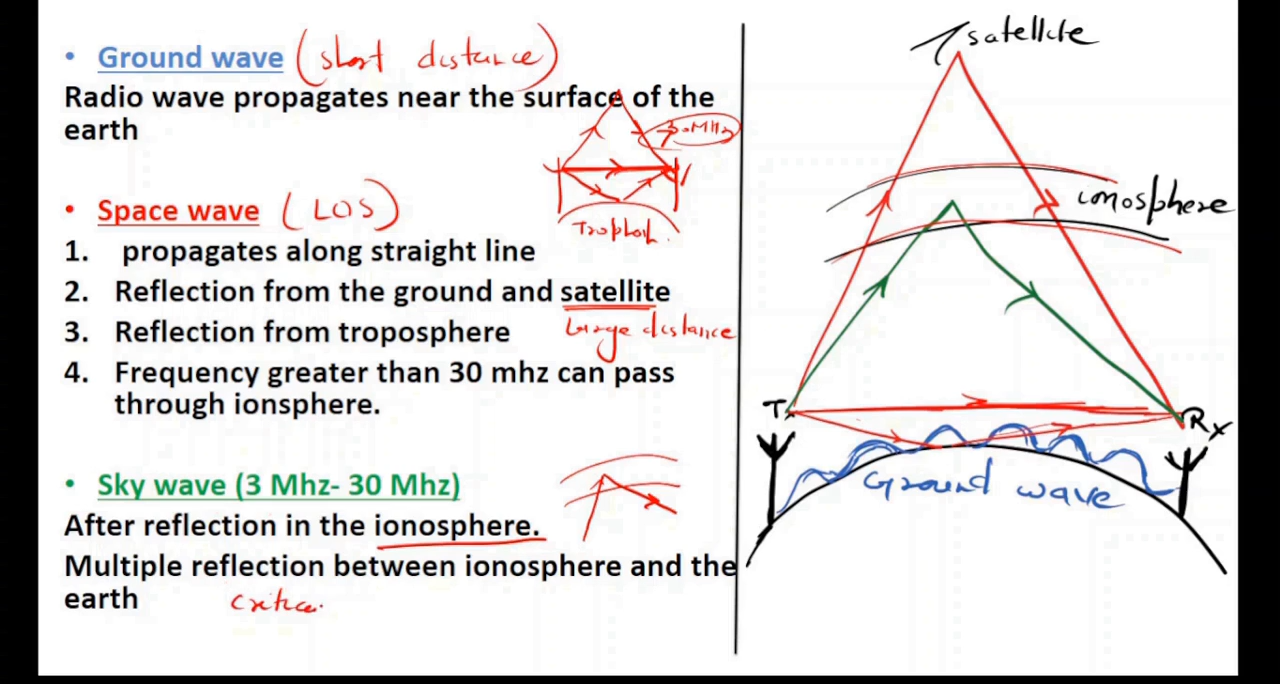 • Ground wave (short distance)
Radio wave propagates near the surface of the
earth
30MHz
• Space wave (LOS)
1. propagates along straight line
2. Reflection from the ground and satellite
3. Reflection from troposphere
large distance
4. Frequency greater than 30 mhz can pass
through ionsphere.
• Sky wave (3 Mhz- 30 Mhz)
After reflection in the ionosphere.
Multiple reflection between ionosphere and the
earth
satellite
ionosphere
Tx
Rx
Ground wave